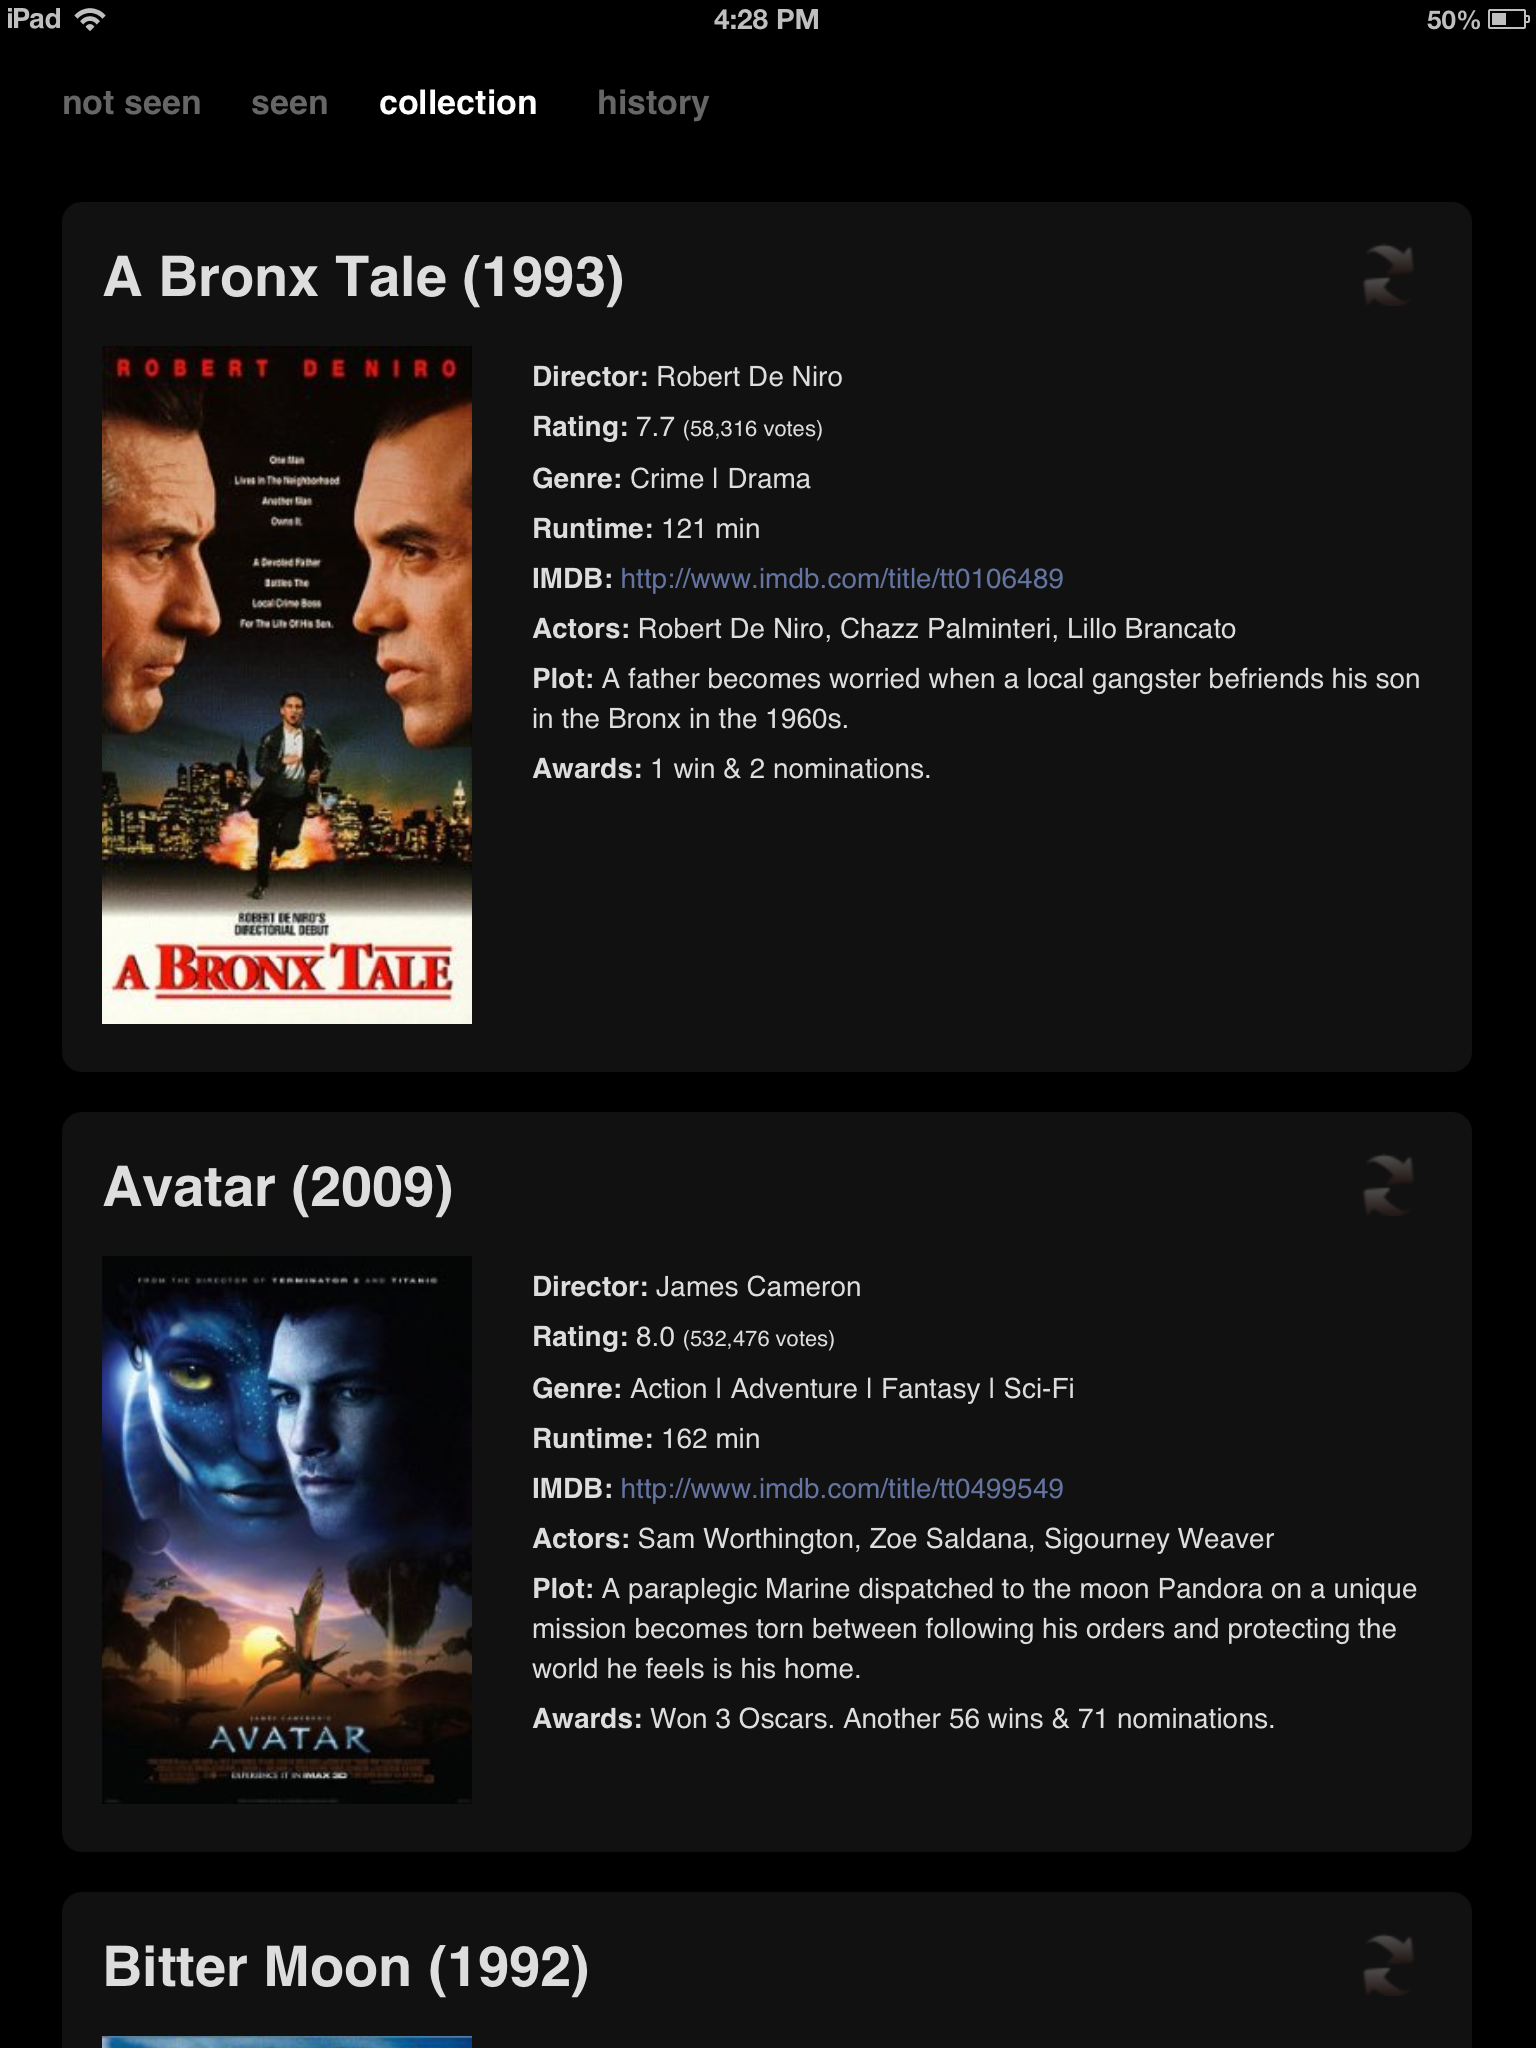 iPad
4:28 PM
50%
not seen seen collection history
A Bronx Tale (1993)
ROBERT DE NIRO
One Man
Lives In The Neighborhood
Another Man
Owns It.
A Devoted Father
Battles The
Local Crime Boss
For The Life Of His Son.
ROBERT DE NIRO'S
DIRECTORIAL DEBUT
A BRONX TALE
Director: Robert De Niro
Rating: 7.7 (58,316 votes)
Genre: Crime | Drama
Runtime: 121 min
IMDB: http://www.imdb.com/title/tt0106489
Actors: Robert De Niro, Chazz Palminteri, Lillo Brancato
Plot: A father becomes worried when a local gangster befriends his son
in the Bronx in the 1960s.
Awards: 1 win & 2 nominations.
Avatar (2009)
FROM THE DIRECTOR OF TERMINATOR 2 AND TITANIC
JAMES CAMERON'S
AVATAR
EXPERIENCE IT IN IMAX 3D
Director: James Cameron
Rating: 8.0 (532,476 votes)
Genre: Action | Adventure | Fantasy | Sci-Fi
Runtime: 162 min
IMDB: http://www.imdb.com/title/tt0499549
Actors: Sam Worthington, Zoe Saldana, Sigourney Weaver
Plot: A paraplegic Marine dispatched to the moon Pandora on a unique
mission becomes torn between following his orders and protecting the
world he feels is his home.
Awards: Won 3 Oscars. Another 56 wins & 71 nominations.
Bitter Moon (1992)